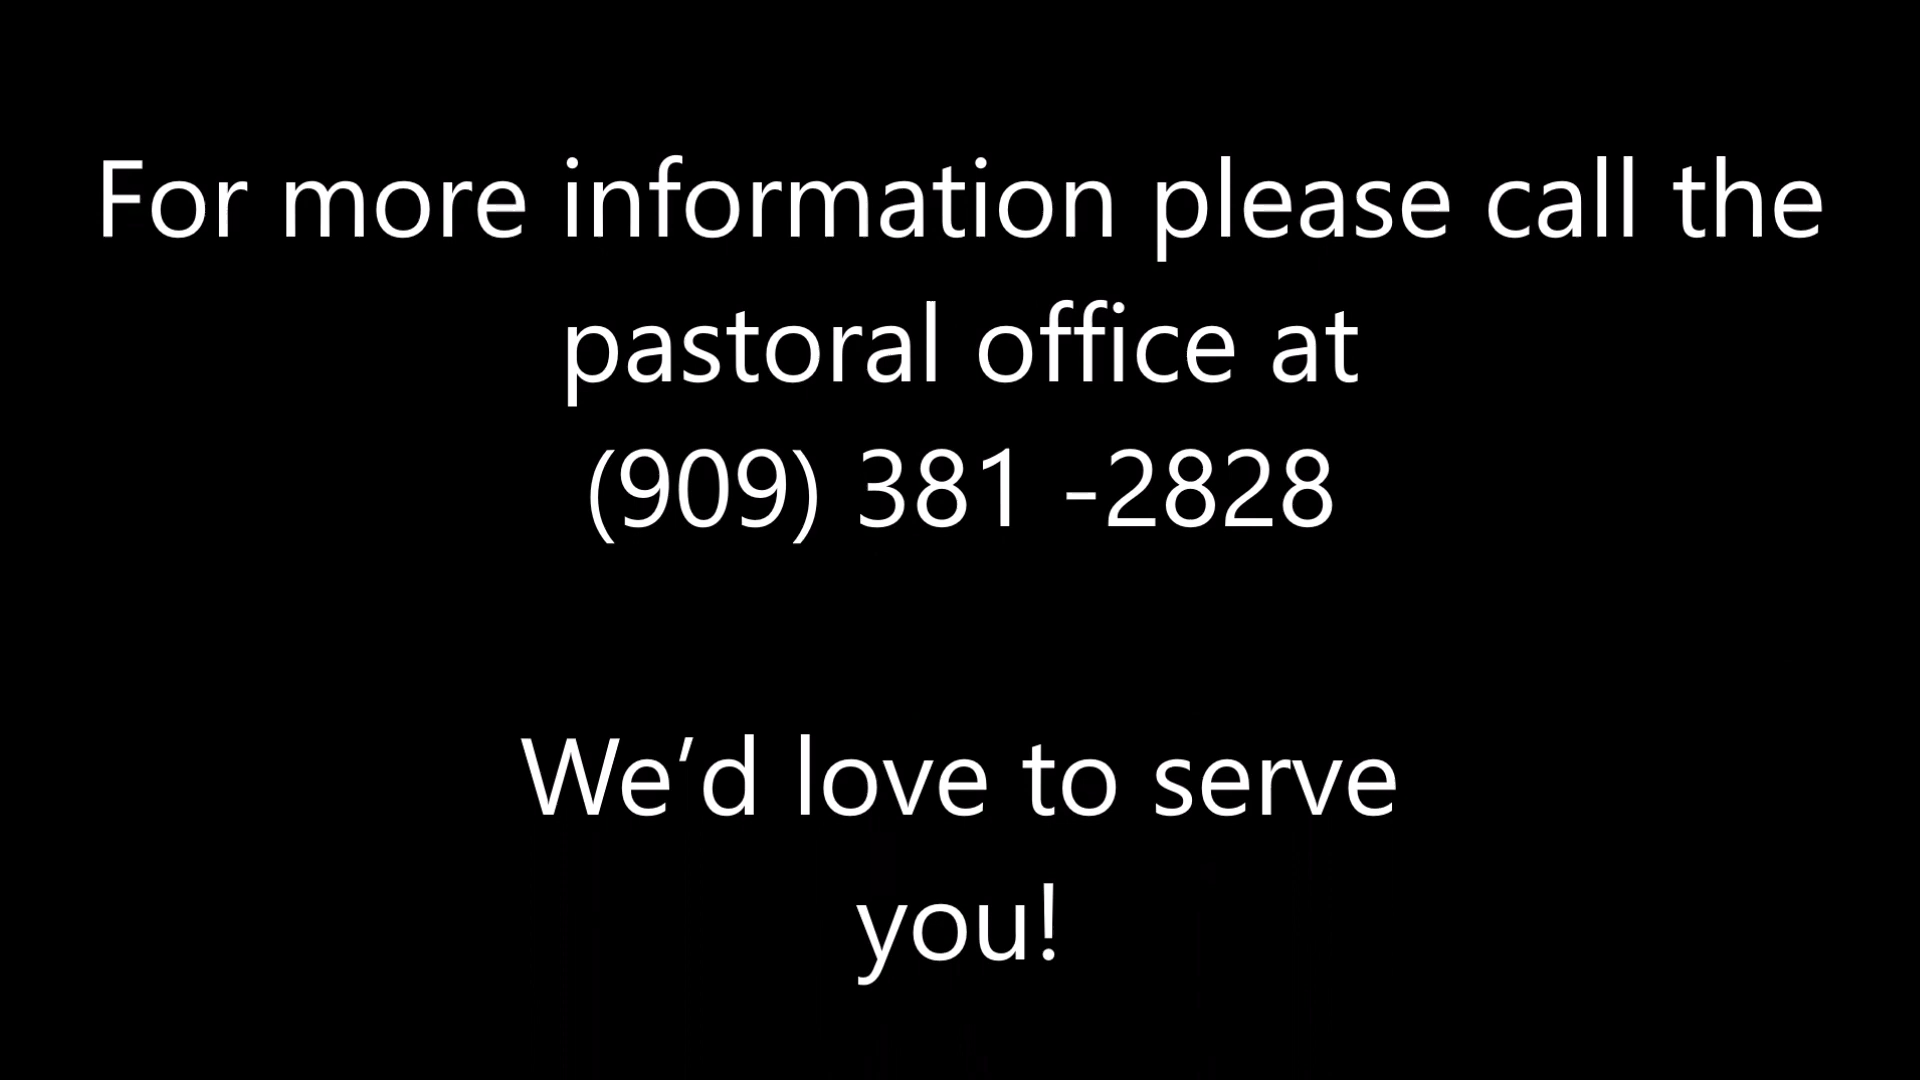 For more information please call the
pastoral office at
(909) 381 -2828
We’d love to serve
you!